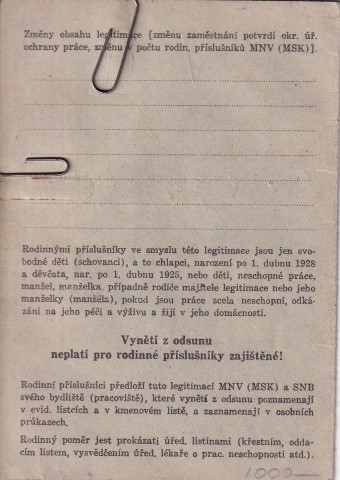 Změny obsahu legitimace [změnu zaměstnání potvrdí okr. úř.
ochrany práce, změnu v počtu rodin. příslušníků MNV (MSK)].
Rodinnými příslušníky ve smyslu této legitimace jsou jen svo-
bodné děti (schovanci), a to chlapci, narození po 1. dubnu 1928
a děvčata, nar. po 1. dubnu 1925, nebo děti, neschopné práce,
manžel, manželka, případně rodiče majitele legitimace nebo jeho
manželky (manžela), pokud jsou práce zcela neschopni, odká-
záni na jeho péči a výživu a žijí v jeho domácnosti.
Vynětí z odsunu
neplatí pro rodinné příslušníky zajištěné!
Rodinní příslušníci předloží tuto legitimaci MNV (MSK) a SNB
svého bydliště (pracoviště), které vynětí z odsunu poznamenají
v evid. lístcích a v kmenovém listě, a zaznamenají v osobních
průkazech.
Rodinný poměr jest prokázati úřed. listinami (křestním, odda-
cím listem, vysvědčením úřed. lékaře o prac. neschopnosti atd.).
1002-